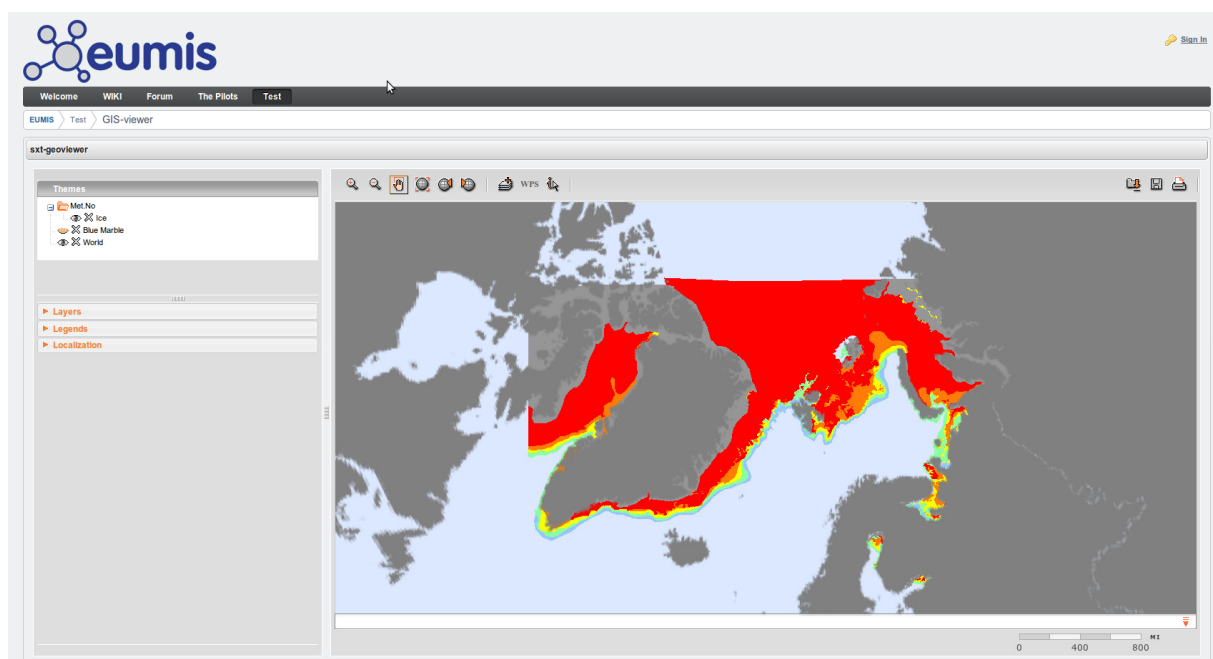 eumis
Sign In
Welcome WIKI Forum The Pilots Test
EUMIS Test GIS-viewer
sxt-geoviewer
Themes
WPS
Met.No
Ice
Blue Marble
World
Layers
Legends
Localization
MI
0 400 800